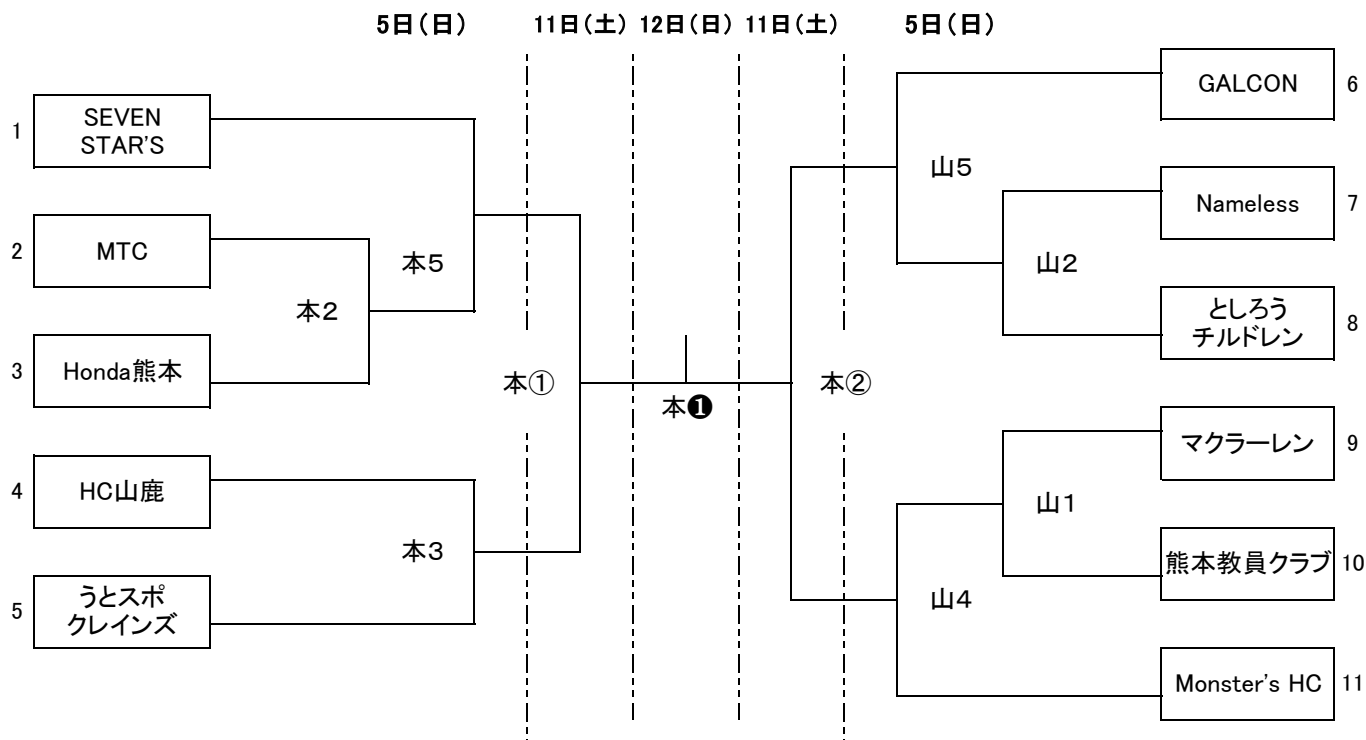 5日(日)
11日(土)
12日(日)
11日(土)
5日(日)
1
SEVEN
STAR'S
2
MTC
3
Honda熊本
4
HC山鹿
5
うとスポ
クレインズ
本2
本5
本3
本①
本❶
本②
山5
山2
山1
山4
GALCON
6
Nameless
7
としろう
チルドレン
8
マクラーレン
9
熊本教員クラブ
10
Monster's HC
11